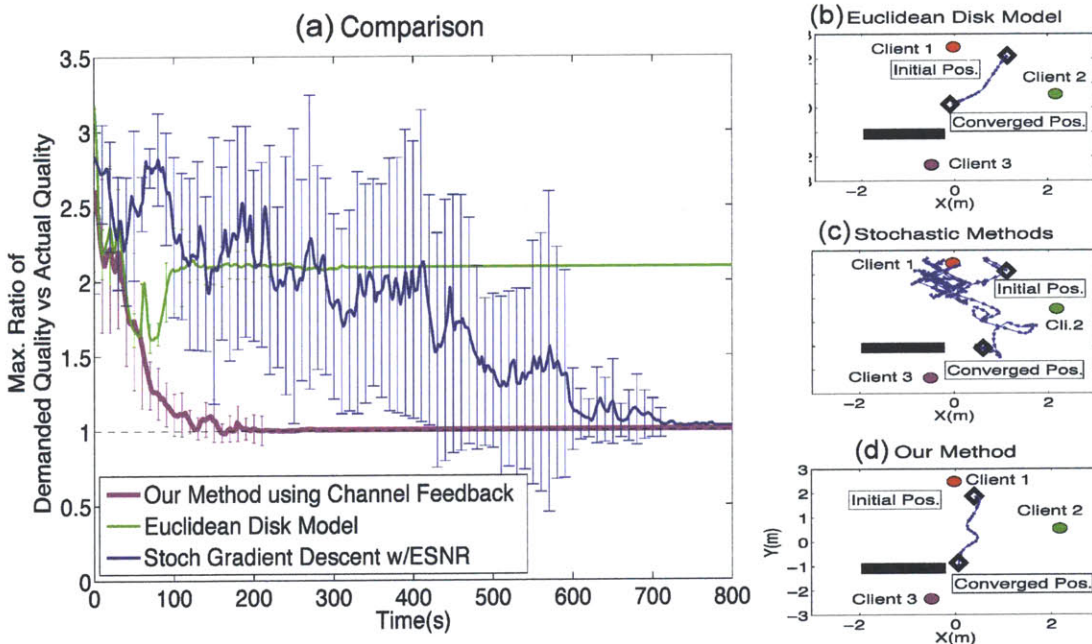 (a) Comparison
Max. Ratio of
Demanded Quality vs Actual Quality
3.5
3
2.5
2
1.5
1
0.5
0
Our Method using Channel Feedback
Euclidean Disk Model
Stoch Gradient Descent w/ESNR
0 100 200 300 400 500 600 700 800
Time(s)
(b) Euclidean Disk Model
Client 1
Initial Pos.
Client 2
Converged Pos.
Client 3
−2 0 2
X(m)
(c) Stochastic Methods
Client 1
Initial Pos.
Cli.2
Client 3
Converged Pos.
−2 0 2
X(m)
(d) Our Method
Y(m)
3
2
1
0
−1
−2
−3
Client 1
Initial Pos.
Client 2
Converged Pos.
Client 3
−2 0 2
X(m)